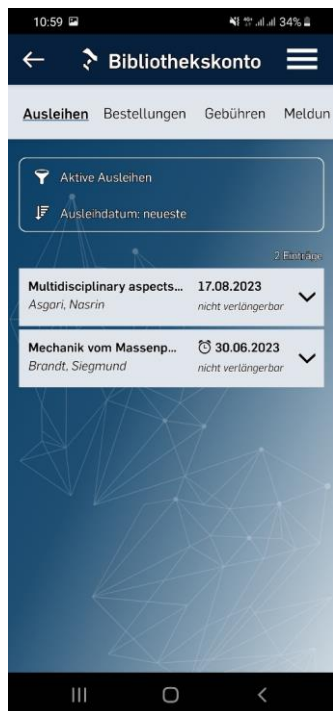 10:59 34%
Bibliothekskonto
Ausleihen Bestellungen Gebühren Meldun
Aktive Ausleihen
Ausleihdatum: neueste
2 Einträge
Multidisciplinary aspects... 17.08.2023
Asgari, Nasrin nicht verlängerbar
Mechanik vom Massenp... 30.06.2023
Brandt, Siegmund nicht verlängerbar